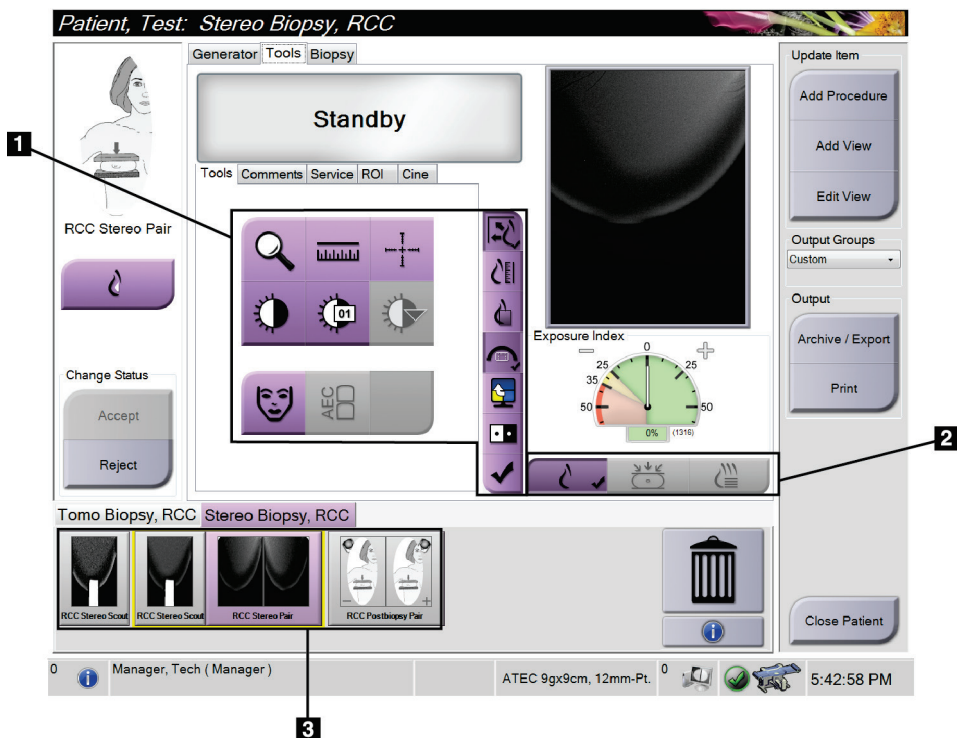 Patient, Test: Stereo Biopsy, RCC
Generator Tools Biopsy
Standby
Tools Comments Service ROI Cine
1
RCC Stereo Pair
01
AEC
Change Status
Accept
Reject
Exposure Index
0
25 25
35
50 50
0% (1316)
2
Update Item
Add Procedure
Add View
Edit View
Output Groups
Custom
Output
Archive / Export
Print
Tomo Biopsy, RCC Stereo Biopsy, RCC
RCC Stereo Scout
RCC Stereo Scout
RCC Stereo Pair
RCC Postbiopsy Pair
Close Patient
0 Manager, Tech ( Manager ) ATEC 9gx9cm, 12mm-Pt. 0 5:42:58 PM
3